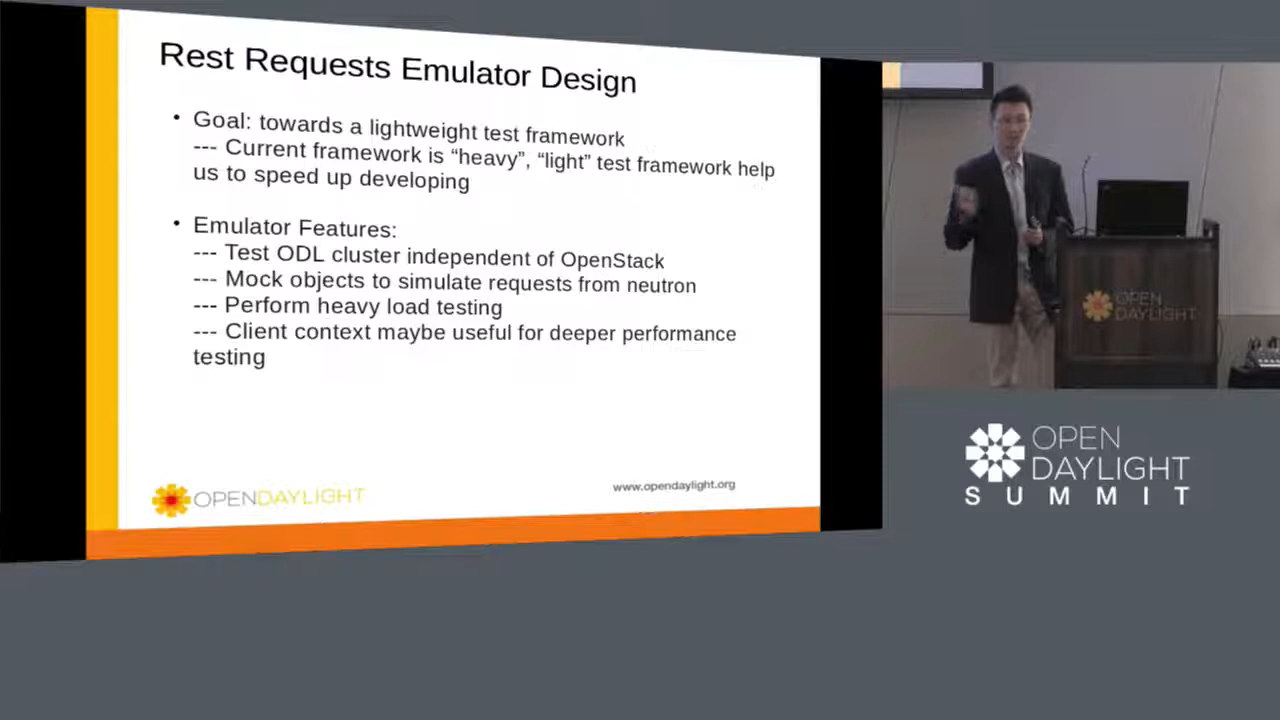 Rest Requests Emulator Design
• Goal: towards a lightweight test framework
--- Current framework is “heavy”, “light” test framework help
us to speed up developing
• Emulator Features:
--- Test ODL cluster independent of OpenStack
--- Mock objects to simulate requests from neutron
--- Perform heavy load testing
--- Client context maybe useful for deeper performance
testing
OPENDAYLIGHT
www.opendaylight.org
OPEN
DAYLIGHT
OPEN
DAYLIGHT
SUMMIT